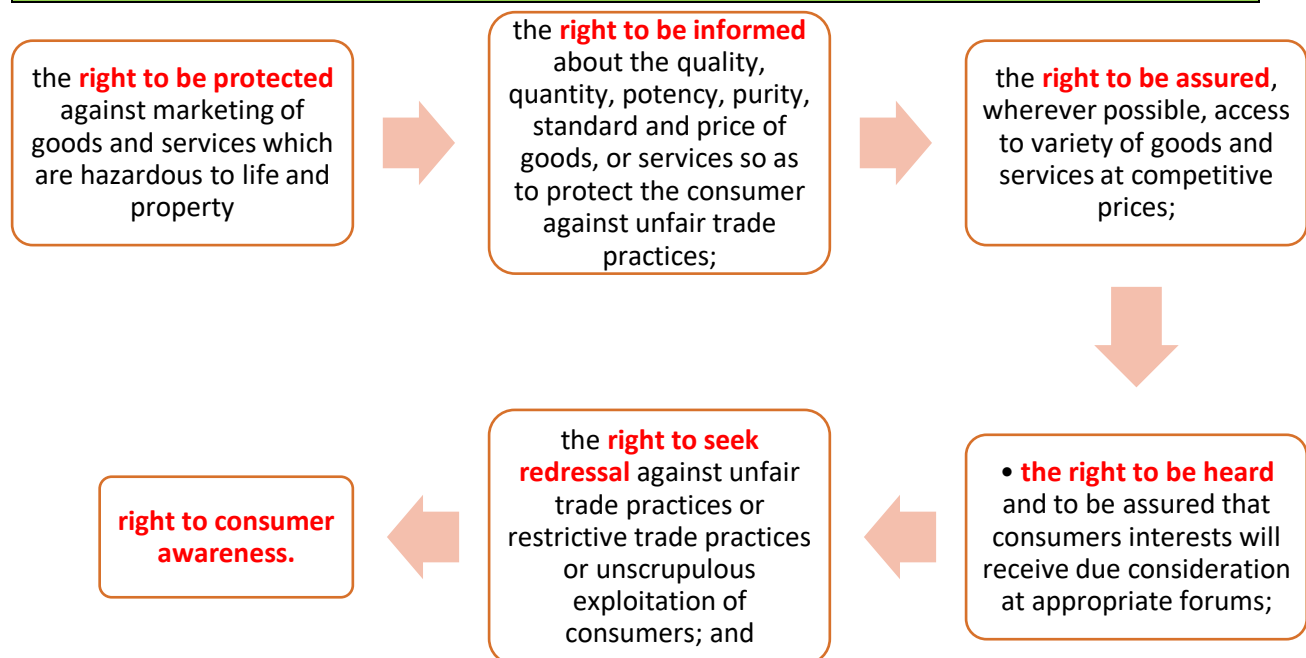 the right to be protected
against marketing of
goods and services which
are hazardous to life and
property
the right to be informed
about the quality,
quantity, potency, purity,
standard and price of
goods, or services so as
to protect the consumer
against unfair trade
practices;
the right to be assured,
wherever possible, access
to variety of goods and
services at competitive
prices;
• the right to be heard
and to be assured that
consumers interests will
receive due consideration
at appropriate forums;
the right to seek
redressal against unfair
trade practices or
restrictive trade practices
or unscrupulous
exploitation of
consumers; and
right to consumer
awareness.